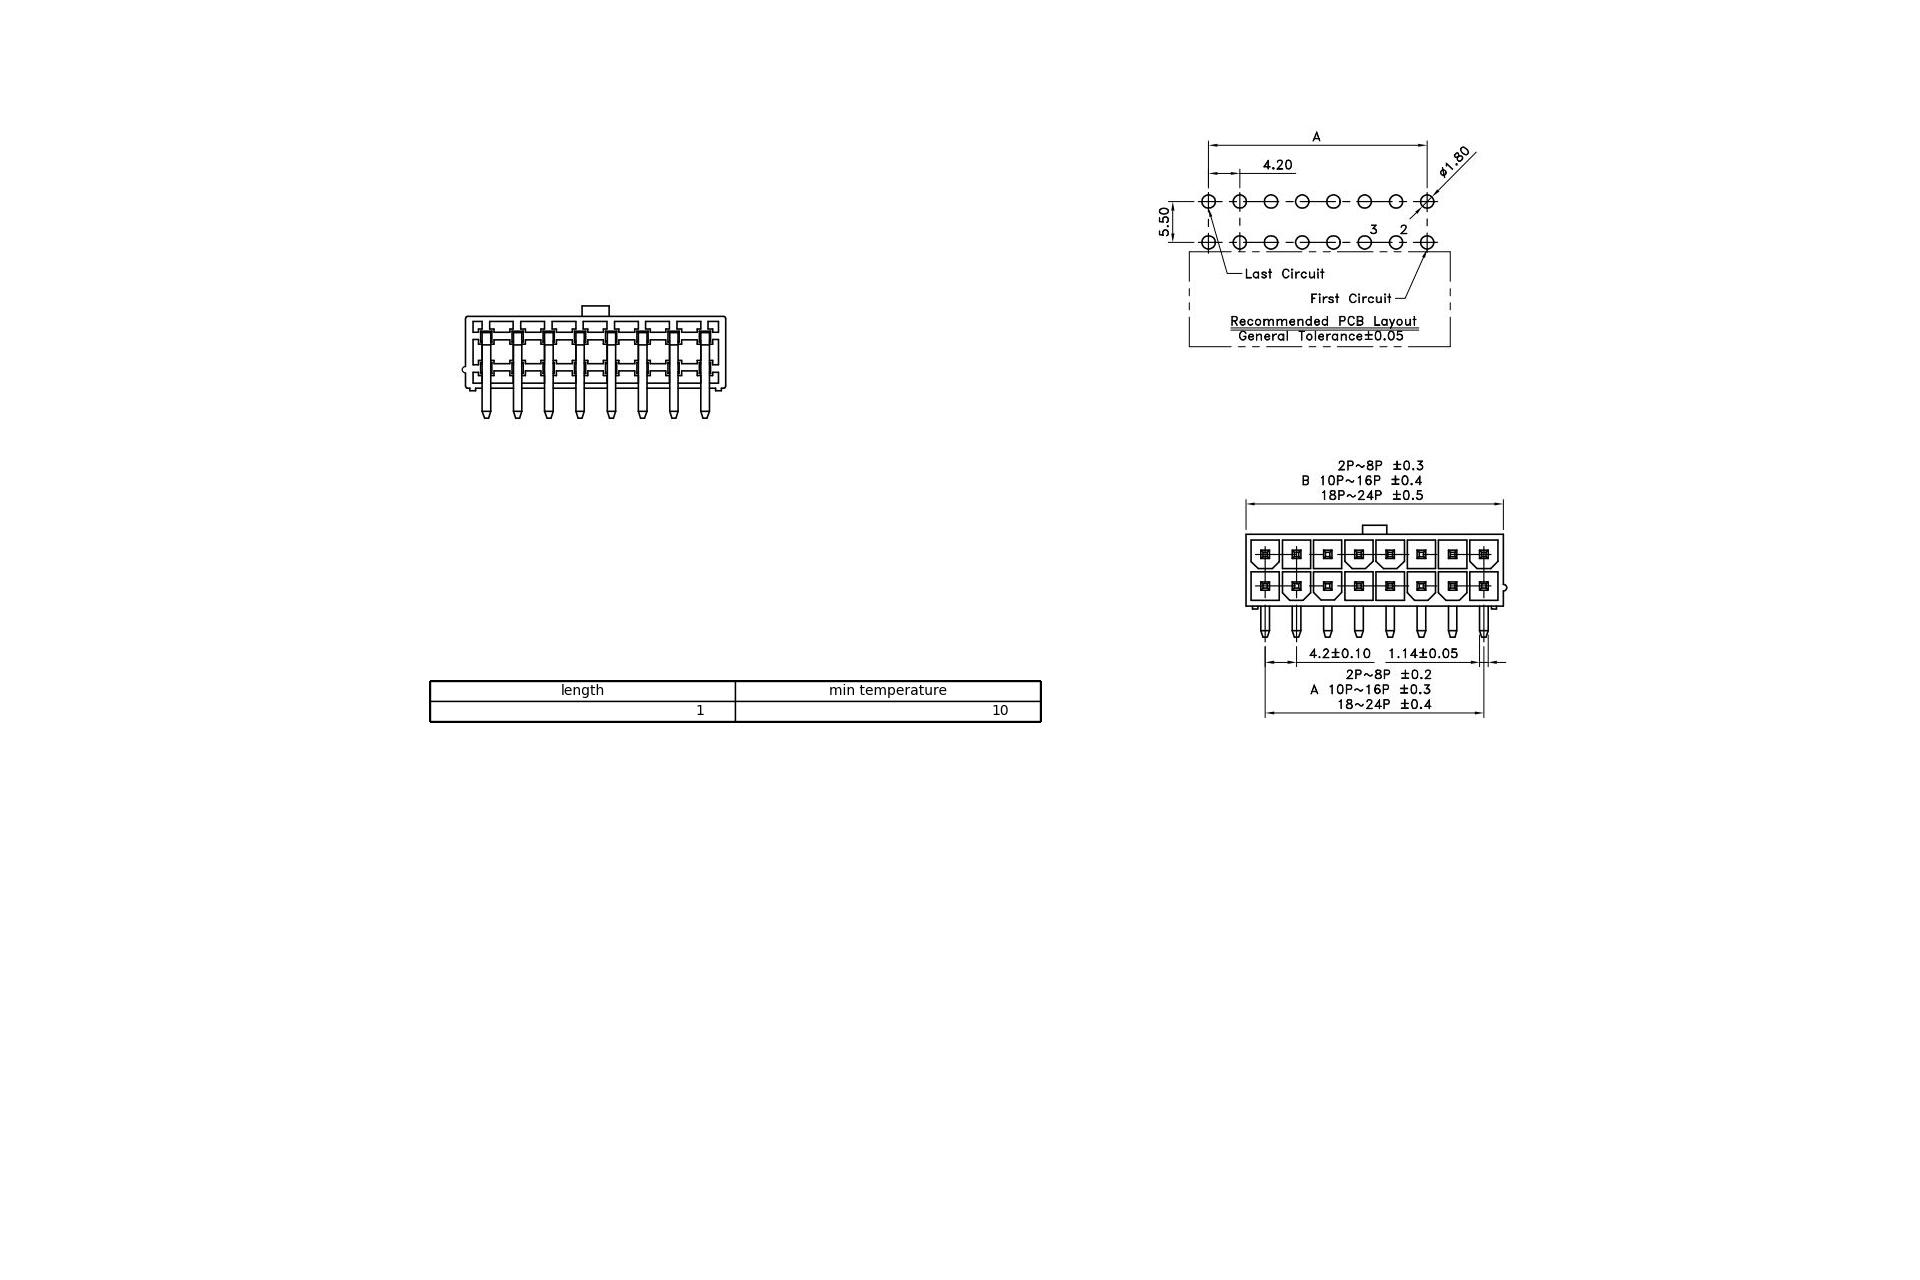 A
4.20
ø1.80
5.50
3 2
Last Circuit
First Circuit
Recommended PCB Layout
General Tolerance±0.05
2P~8P ±0.3
B 10P~16P ±0.4
18P~24P ±0.5
4.2±0.10 1.14±0.05
2P~8P ±0.2
A 10P~16P ±0.3
18~24P ±0.4
length min temperature
1 10